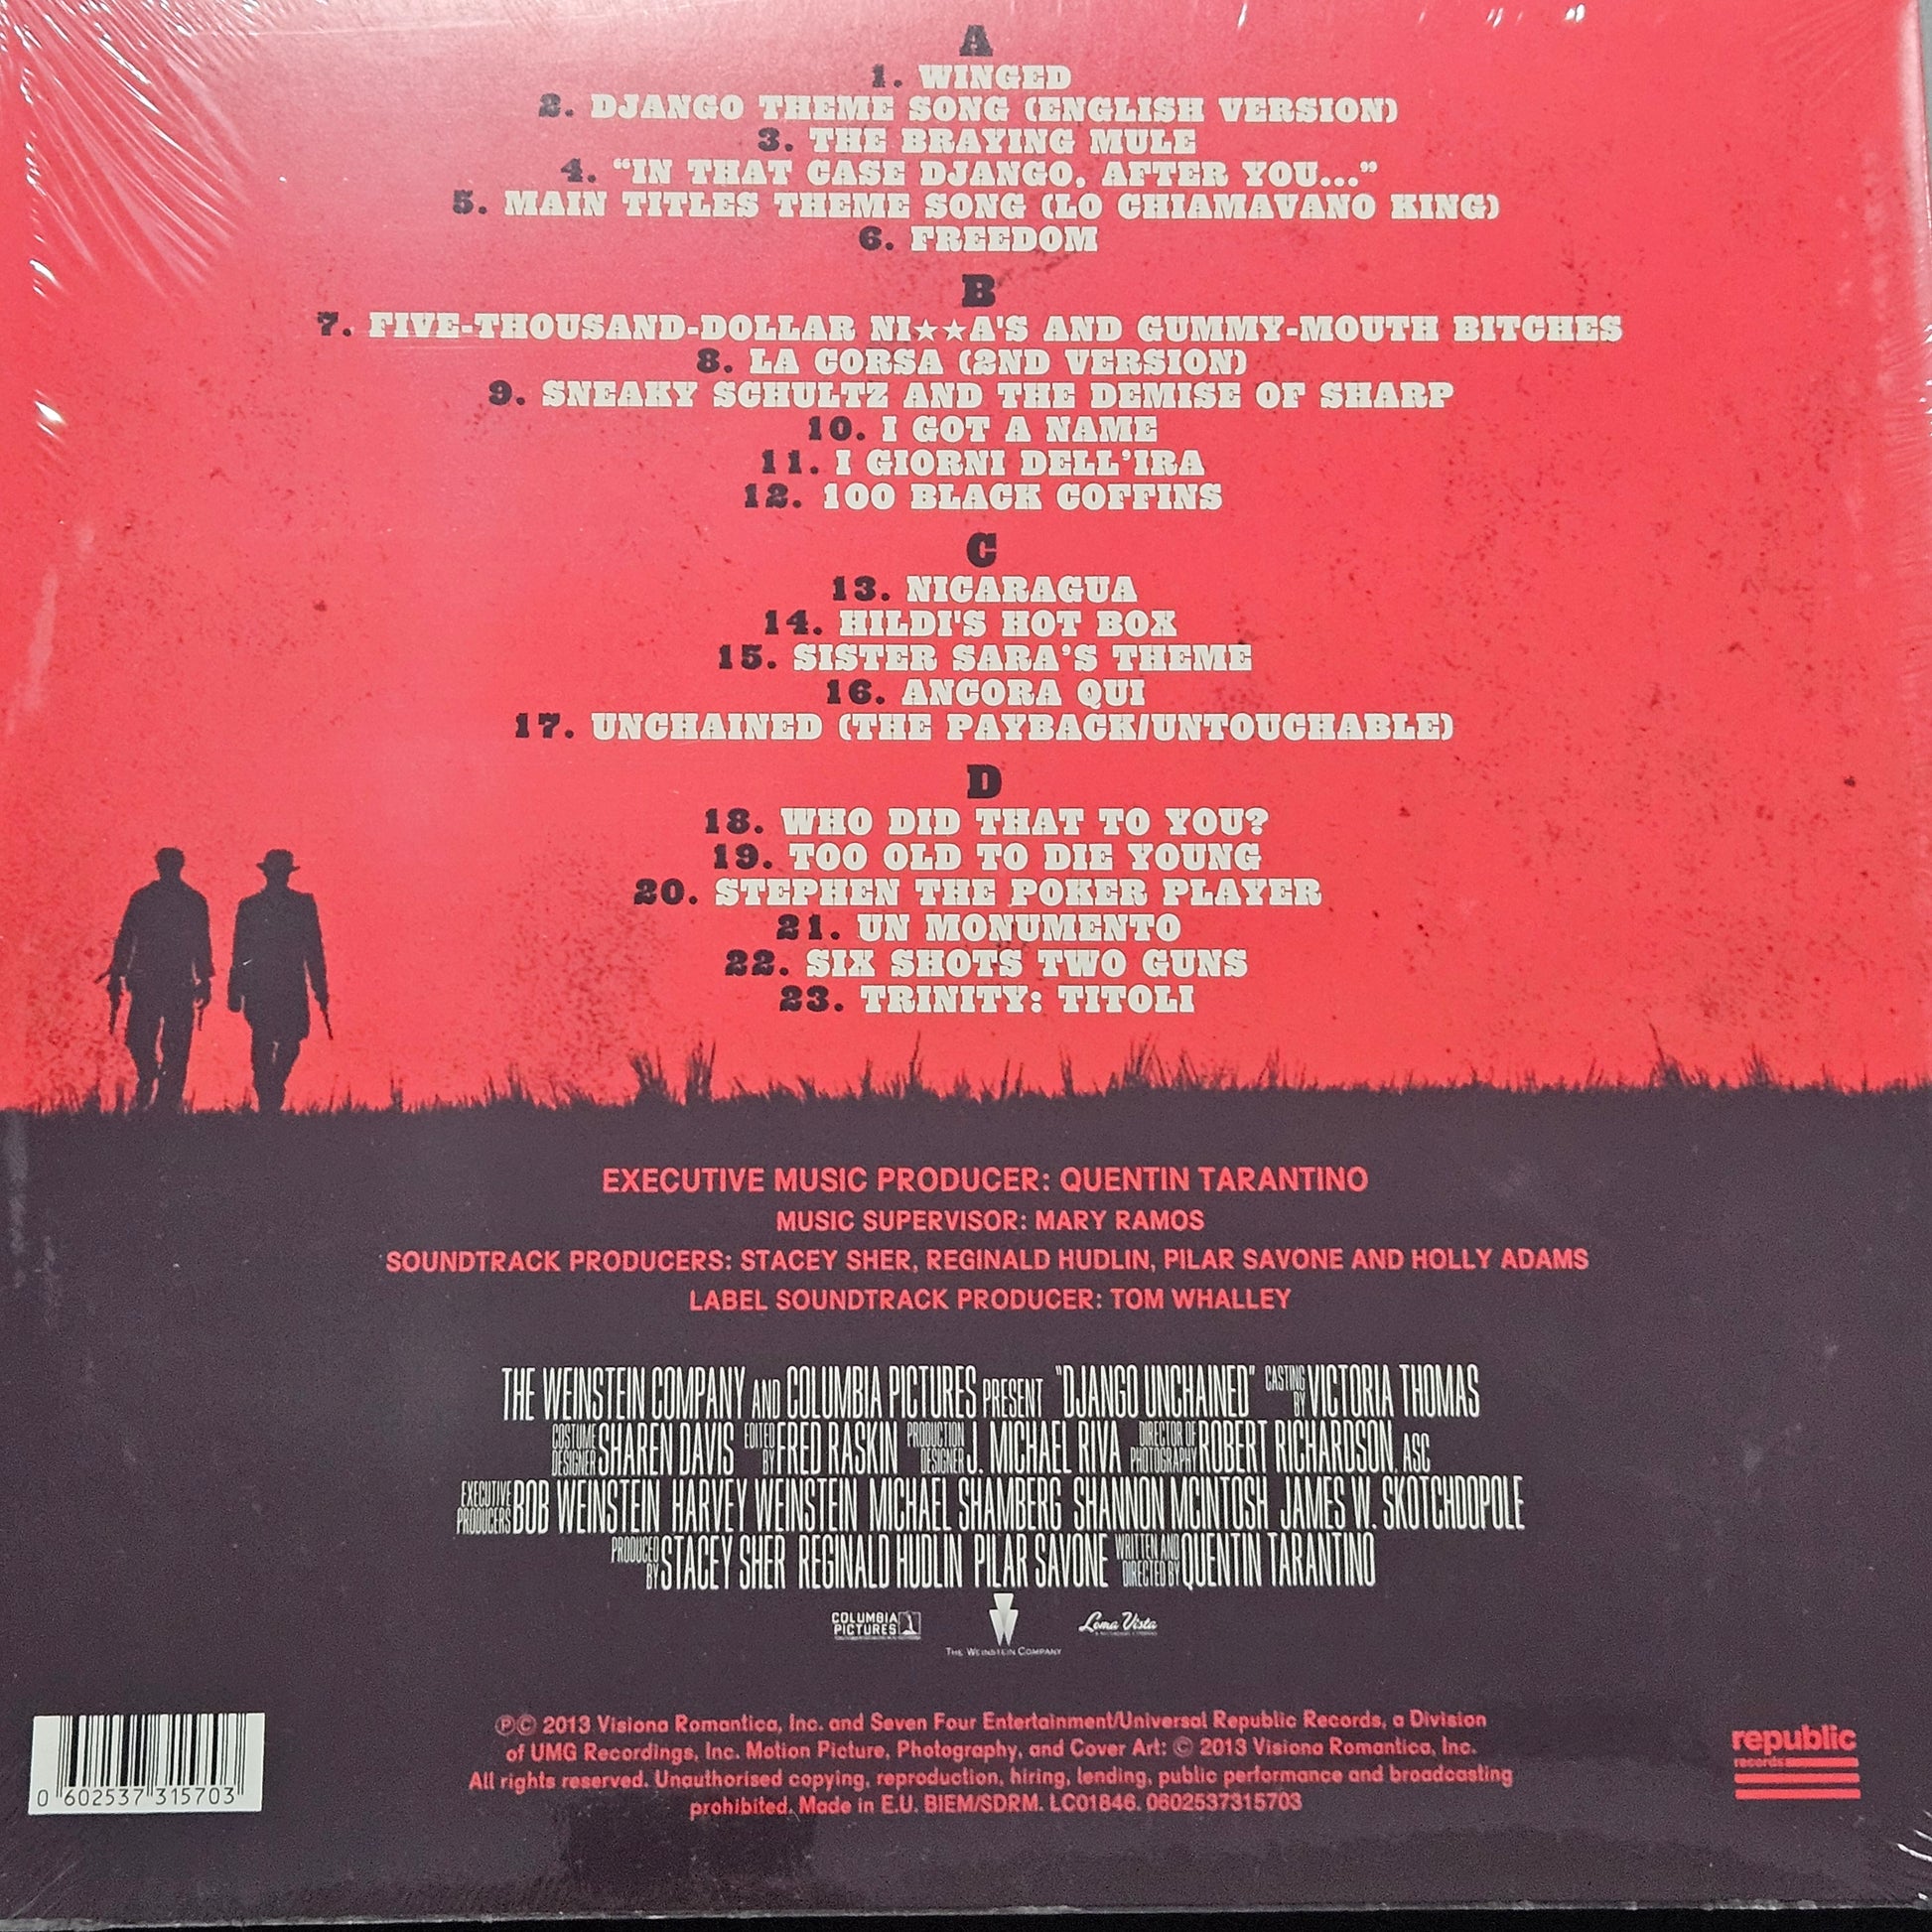 A
1. WINGED
2. DJANGO THEME SONG (ENGLISH VERSION)
3. THE BRAYING MULE
4. “IN THAT CASE DJANGO, AFTER YOU...”
5. MAIN TITLES THEME SONG (LO CHIAMAVANO KING)
6. FREEDOM
B
7. FIVE-THOUSAND-DOLLAR NI★★A'S AND GUMMY-MOUTH BITCHES
8. LA CORSA (2ND VERSION)
9. SNEAKY SCHULTZ AND THE DEMISE OF SHARP
10. I GOT A NAME
11. I GIORNI DELL’IRA
12. 100 BLACK COFFINS
C
13. NICARAGUA
14. HILDI'S HOT BOX
15. SISTER SARA’S THEME
16. ANCORA QUI
17. UNCHAINED (THE PAYBACK/UNTOUCHABLE)
D
18. WHO DID THAT TO YOU?
19. TOO OLD TO DIE YOUNG
20. STEPHEN THE POKER PLAYER
21. UN MONUMENTO
22. SIX SHOTS TWO GUNS
23. TRINITY: TITOLI
EXECUTIVE MUSIC PRODUCER: QUENTIN TARANTINO
MUSIC SUPERVISOR: MARY RAMOS
SOUNDTRACK PRODUCERS: STACEY SHER, REGINALD HUDLIN, PILAR SAVONE AND HOLLY ADAMS
LABEL SOUNDTRACK PRODUCER: TOM WHALLEY
THE WEINSTEIN COMPANY AND COLUMBIA PICTURES PRESENT "DJANGO UNCHAINED" CASTING BY VICTORIA THOMAS
COSTUME DESIGNER SHAREN DAVIS EDITED BY FRED RASKIN PRODUCTION DESIGNER J. MICHAEL RIVA DIRECTOR OF PHOTOGRAPHY ROBERT RICHARDSON, ASC
EXECUTIVE PRODUCERS BOB WEINSTEIN HARVEY WEINSTEIN MICHAEL SHAMBERG SHANNON MCINTOSH JAMES W. SKOTCHDOPOLE
PRODUCED BY STACEY SHER REGINALD HUDLIN PILAR SAVONE WRITTEN AND DIRECTED BY QUENTIN TARANTINO
COLUMBIA PICTURES
THE WEINSTEIN COMPANY
Loma Vista
℗© 2013 Visiona Romantica, Inc. and Seven Four Entertainment/Universal Republic Records, a Division
of UMG Recordings, Inc. Motion Picture, Photography, and Cover Art: © 2013 Visiona Romantica, Inc.
All rights reserved. Unauthorised copying, reproduction, hiring, lending, public performance and broadcasting
prohibited. Made in E.U. BIEM/SDRM. LC01846. 0602537315703
0 602537 315703
republic
records